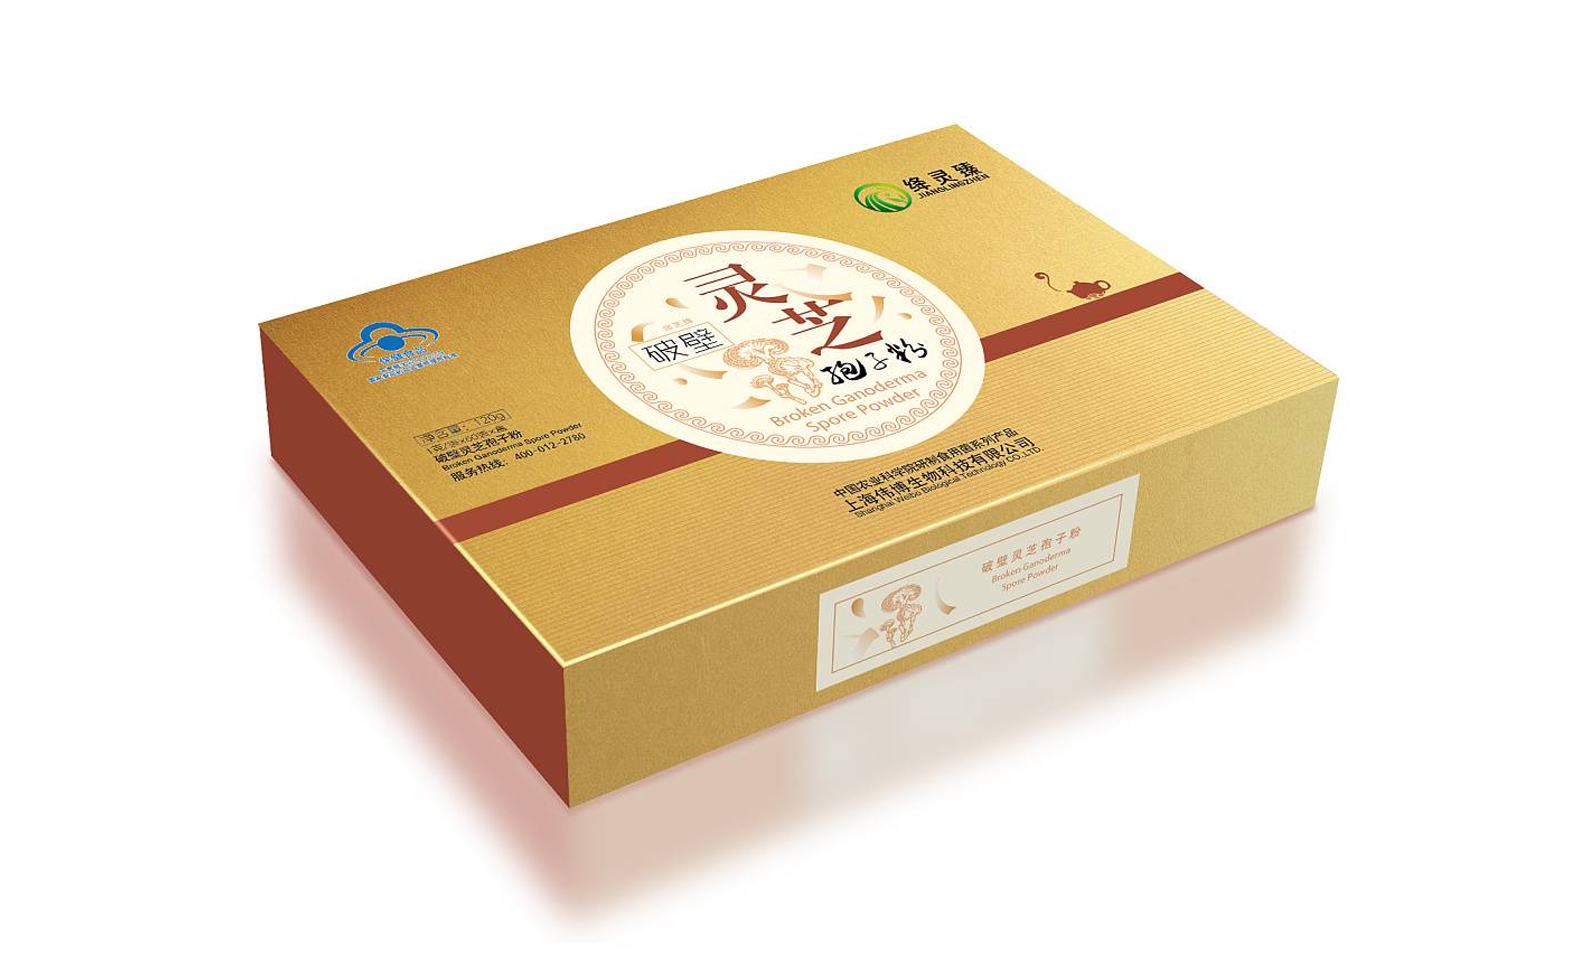 绛灵臻
JIANGLINGZHEN
灵芝
破壁
孢子粉
Broken Ganoderma
Spore Powder
保健食品
净含量：120g
破壁灵芝孢子粉
Broken Ganoderma Spore Powder
服务热线：400-012-2780
中国农业科学院研制食用菌系列产品
上海伟博生物科技有限公司
Shanghai Weibo Biological Technology CO.,LTD.
破壁灵芝孢子粉
Broken Ganoderma
Spore Powder